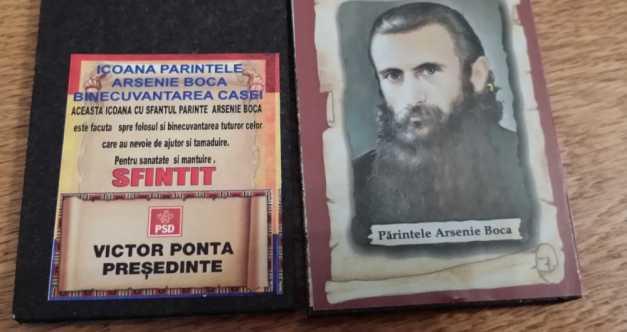 ICOANA PARINTELE
ARSENIE BOCA
BINECUVANTAREA CASEI
ACEASTA ICOANA CU SFANTUL PARINTE ARSENIE BOCA
este facuta spre folosul si binecuvantarea tuturor celor
care au nevoie de ajutor si tamaduire.
Pentru sanatate si mantuire .
SFINTIT
PSD
VICTOR PONTA
PREȘEDINTE
Părintele Arsenie Boca